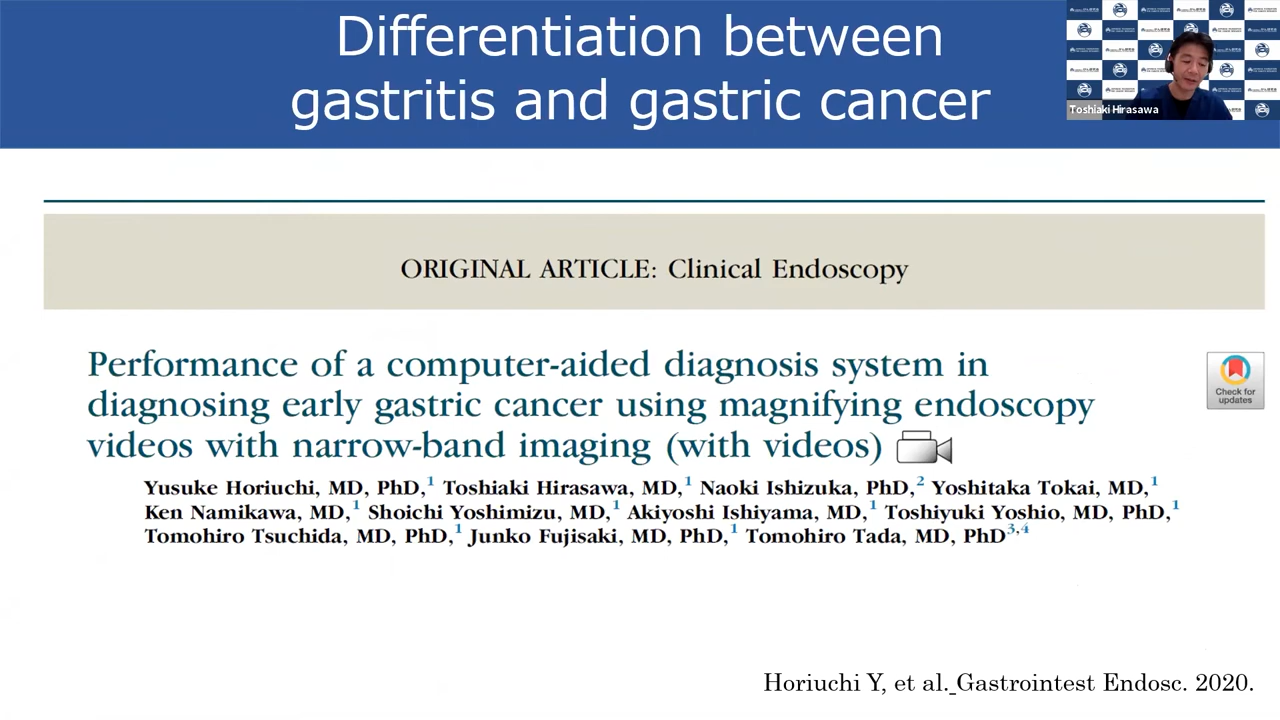 Differentiation between
gastritis and gastric cancer
Toshiaki Hirasawa
ORIGINAL ARTICLE: Clinical Endoscopy
Performance of a computer-aided diagnosis system in
diagnosing early gastric cancer using magnifying endoscopy
videos with narrow-band imaging (with videos)
Check for
updates
Yusuke Horiuchi, MD, PhD,1 Toshiaki Hirasawa, MD,1 Naoki Ishizuka, PhD,2 Yoshitaka Tokai, MD,1
Ken Namikawa, MD,1 Shoichi Yoshimizu, MD,1 Akiyoshi Ishiyama, MD,1 Toshiyuki Yoshio, MD, PhD,1
Tomohiro Tsuchida, MD, PhD,1 Junko Fujisaki, MD, PhD,1 Tomohiro Tada, MD, PhD3,4
Horiuchi Y, et al. Gastrointest Endosc. 2020.